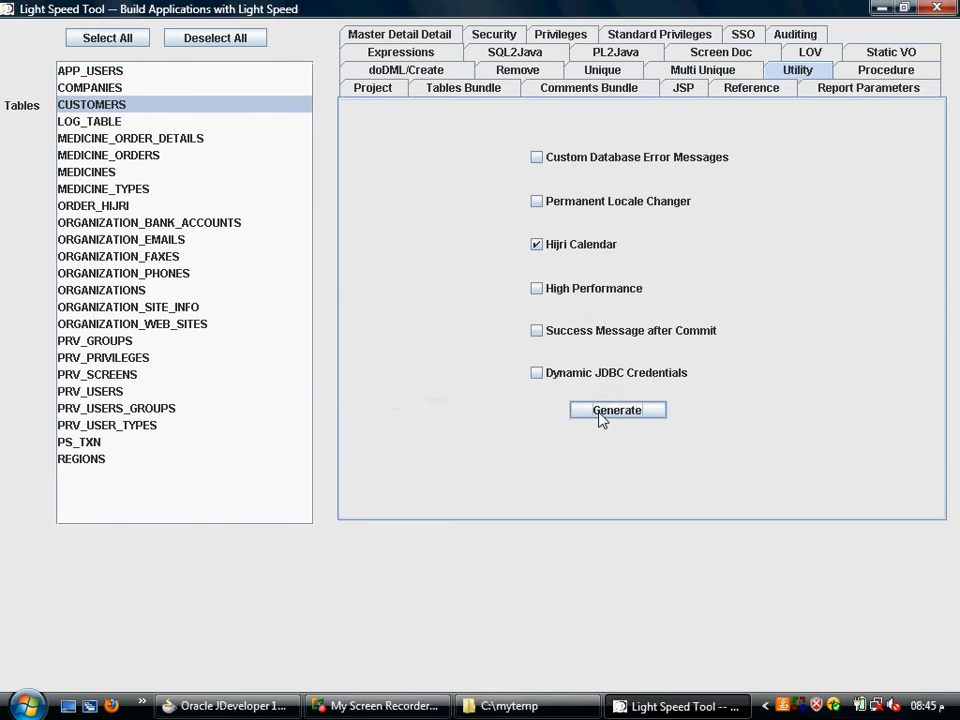 Light Speed Tool -- Build Applications with Light Speed
Select All
Deselect All
Master Detail Detail
Security
Privileges
Standard Privileges
SSO
Auditing
Expressions
SQL2Java
PL2Java
Screen Doc
LOV
Static VO
doDML/Create
Remove
Unique
Multi Unique
Utility
Procedure
Project
Tables Bundle
Comments Bundle
JSP
Reference
Report Parameters
Tables
APP_USERS
COMPANIES
CUSTOMERS
LOG_TABLE
MEDICINE_ORDER_DETAILS
MEDICINE_ORDERS
MEDICINES
MEDICINE_TYPES
ORDER_HIJRI
ORGANIZATION_BANK_ACCOUNTS
ORGANIZATION_EMAILS
ORGANIZATION_FAXES
ORGANIZATION_PHONES
ORGANIZATIONS
ORGANIZATION_SITE_INFO
ORGANIZATION_WEB_SITES
PRV_GROUPS
PRV_PRIVILEGES
PRV_SCREENS
PRV_USERS
PRV_USERS_GROUPS
PRV_USER_TYPES
PS_TXN
REGIONS
Custom Database Error Messages
Permanent Locale Changer
Hijri Calendar
High Performance
Success Message after Commit
Dynamic JDBC Credentials
Generate
Oracle JDeveloper 1...
My Screen Recorder...
C:\mytemp
Light Speed Tool -- ...
08:45 م